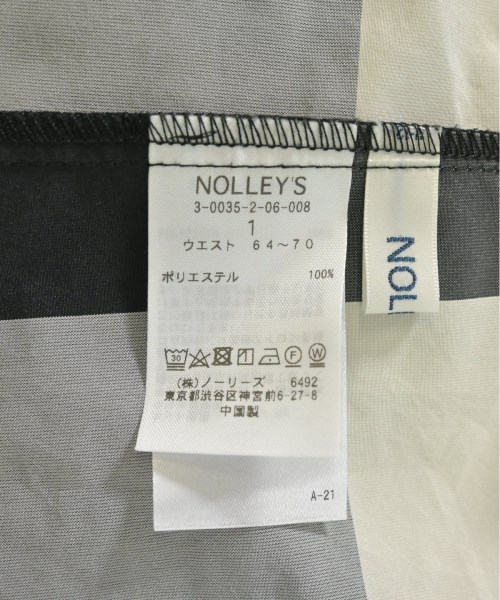 NOLLEY'S
3-0035-2-06-008
1
ウエスト 64～70
ポリエステル 100%
30
(株)ノーリーズ 6492
東京都渋谷区神宮前6-27-8
中国製
A-21
NOLL